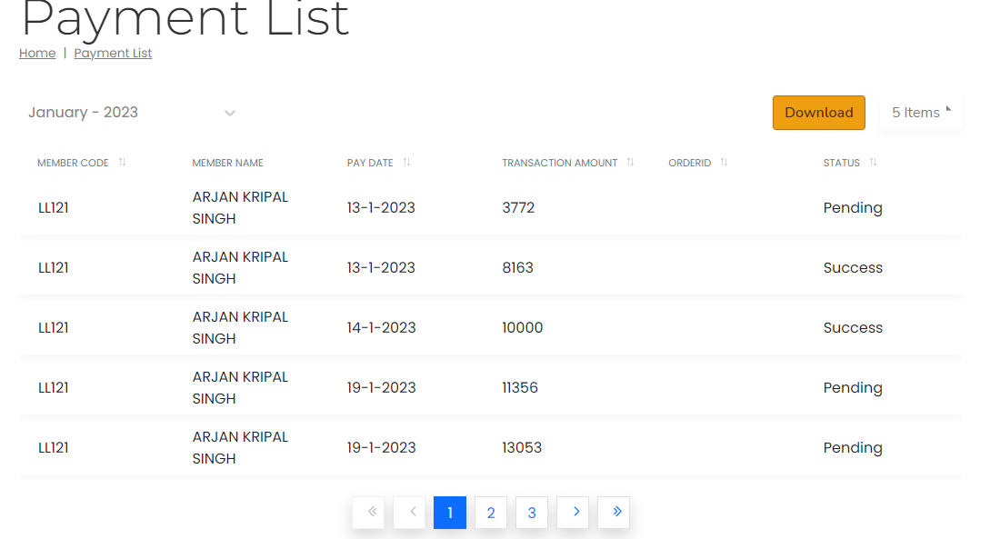 Payment List
Home | Payment List
January - 2023
Download
5 Items
MEMBER CODE MEMBER NAME PAY DATE TRANSACTION AMOUNT ORDERID STATUS
LL121 ARJAN KRIPAL SINGH 13-1-2023 3772 Pending
LL121 ARJAN KRIPAL SINGH 13-1-2023 8163 Success
LL121 ARJAN KRIPAL SINGH 14-1-2023 10000 Success
LL121 ARJAN KRIPAL SINGH 19-1-2023 11356 Pending
LL121 ARJAN KRIPAL SINGH 19-1-2023 13053 Pending
« ‹ 1 2 3 › »